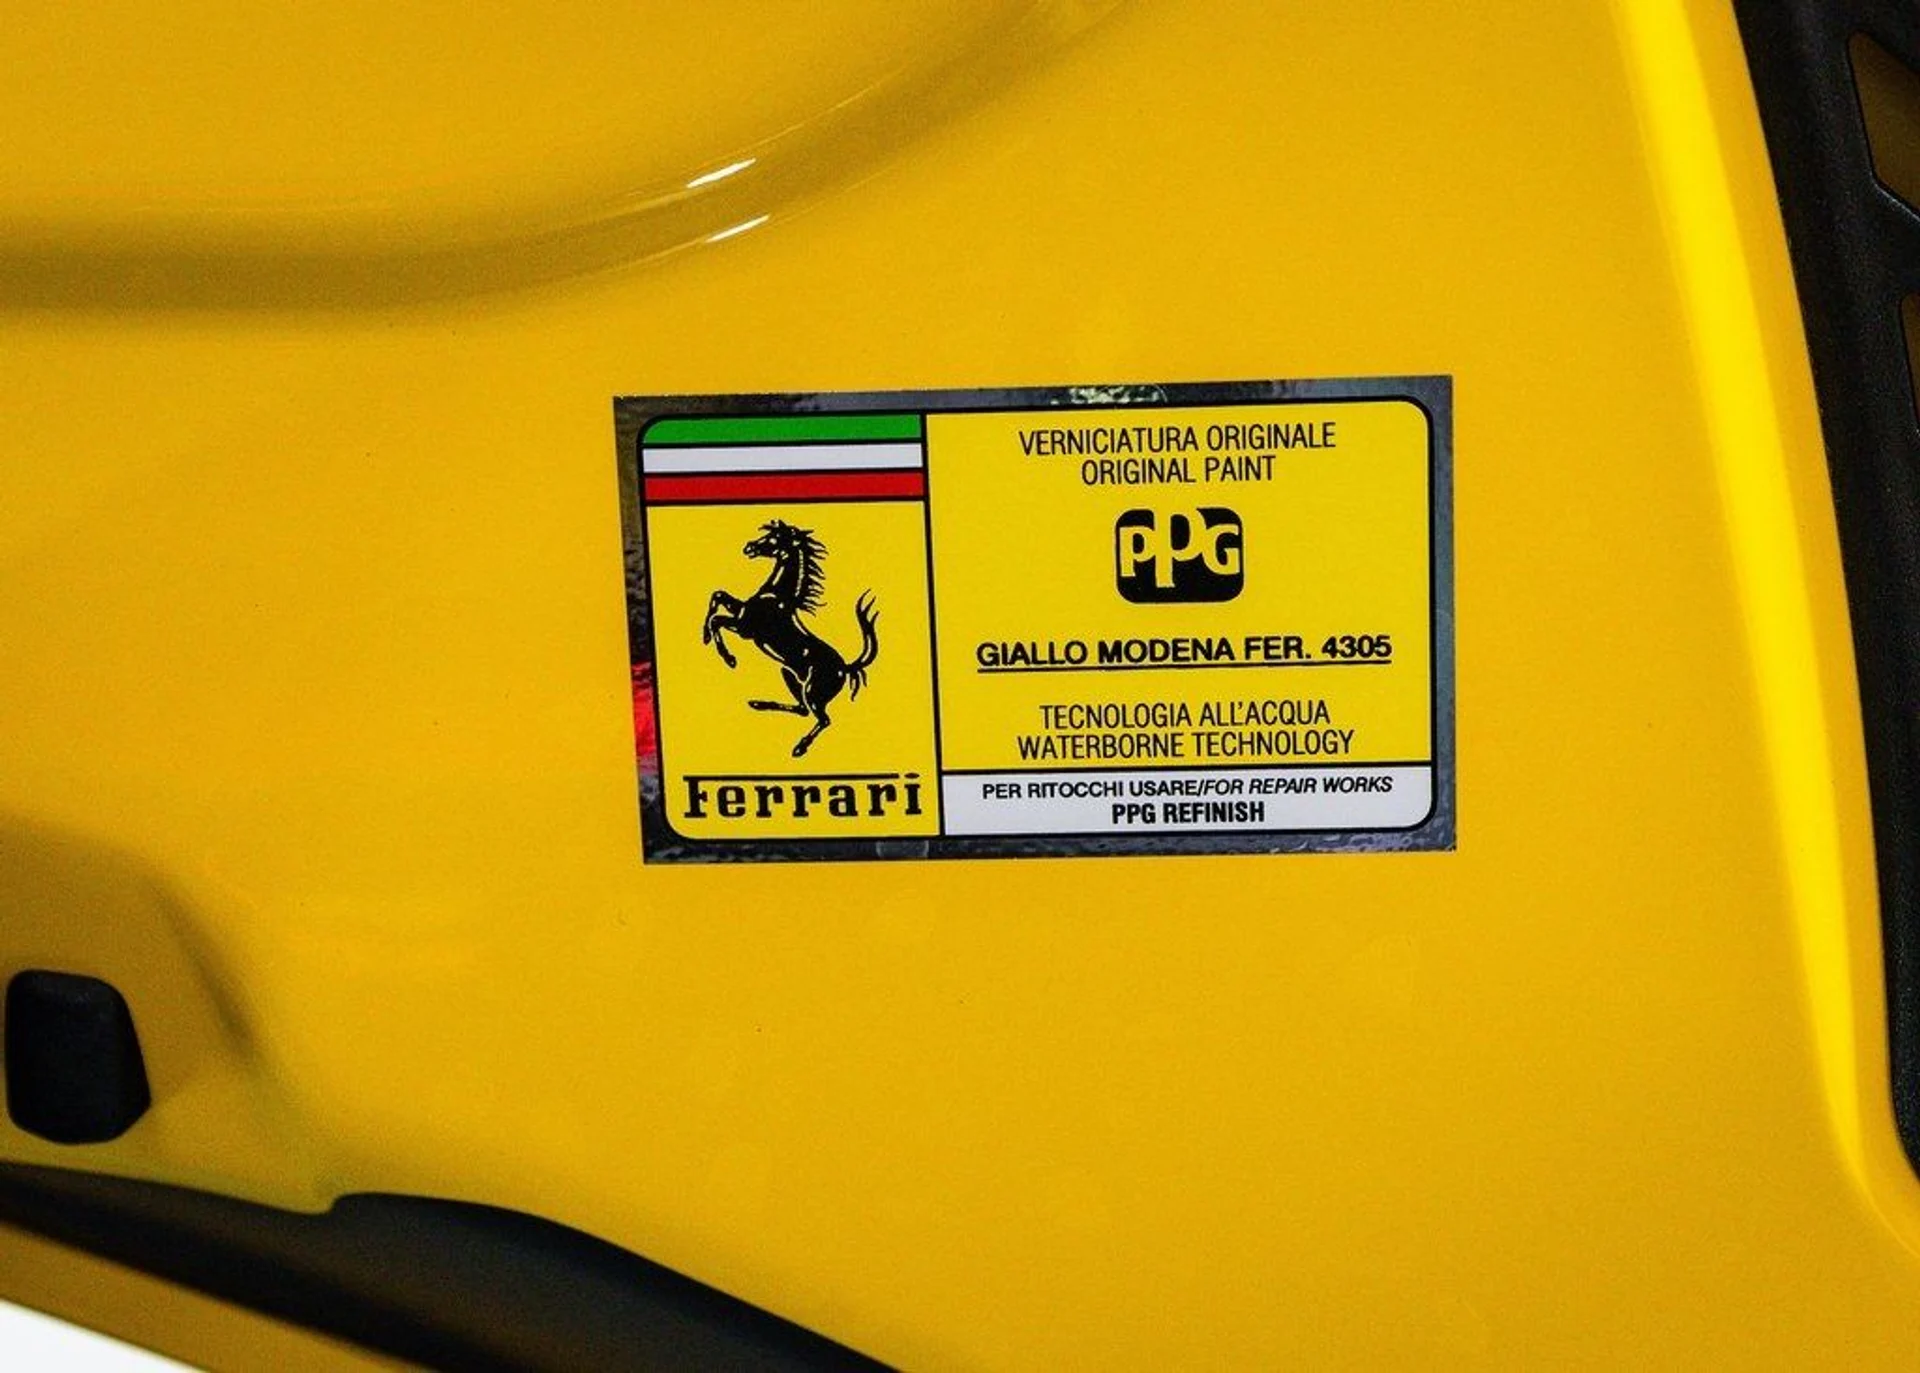 Ferrari
VERNICIATURA ORIGINALE
ORIGINAL PAINT
PPG
GIALLO MODENA FER. 4305
TECNOLOGIA ALL'ACQUA
WATERBORNE TECHNOLOGY
PER RITOCCHI USARE/FOR REPAIR WORKS
PPG REFINISH